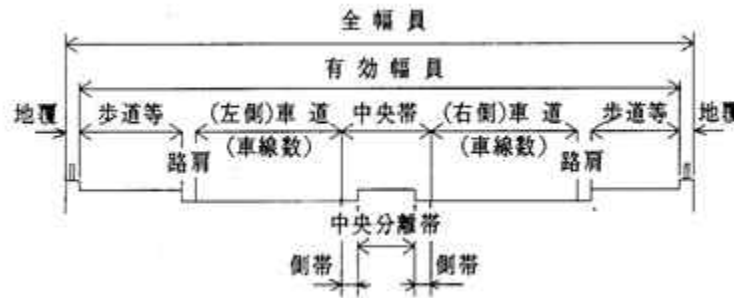 全幅員
有効幅員
地覆 歩道等 (左側)車道 中央帯 (右側)車道 歩道等 地覆
路肩 (車線数) (車線数) 路肩
中央分離帯
側帯 側帯